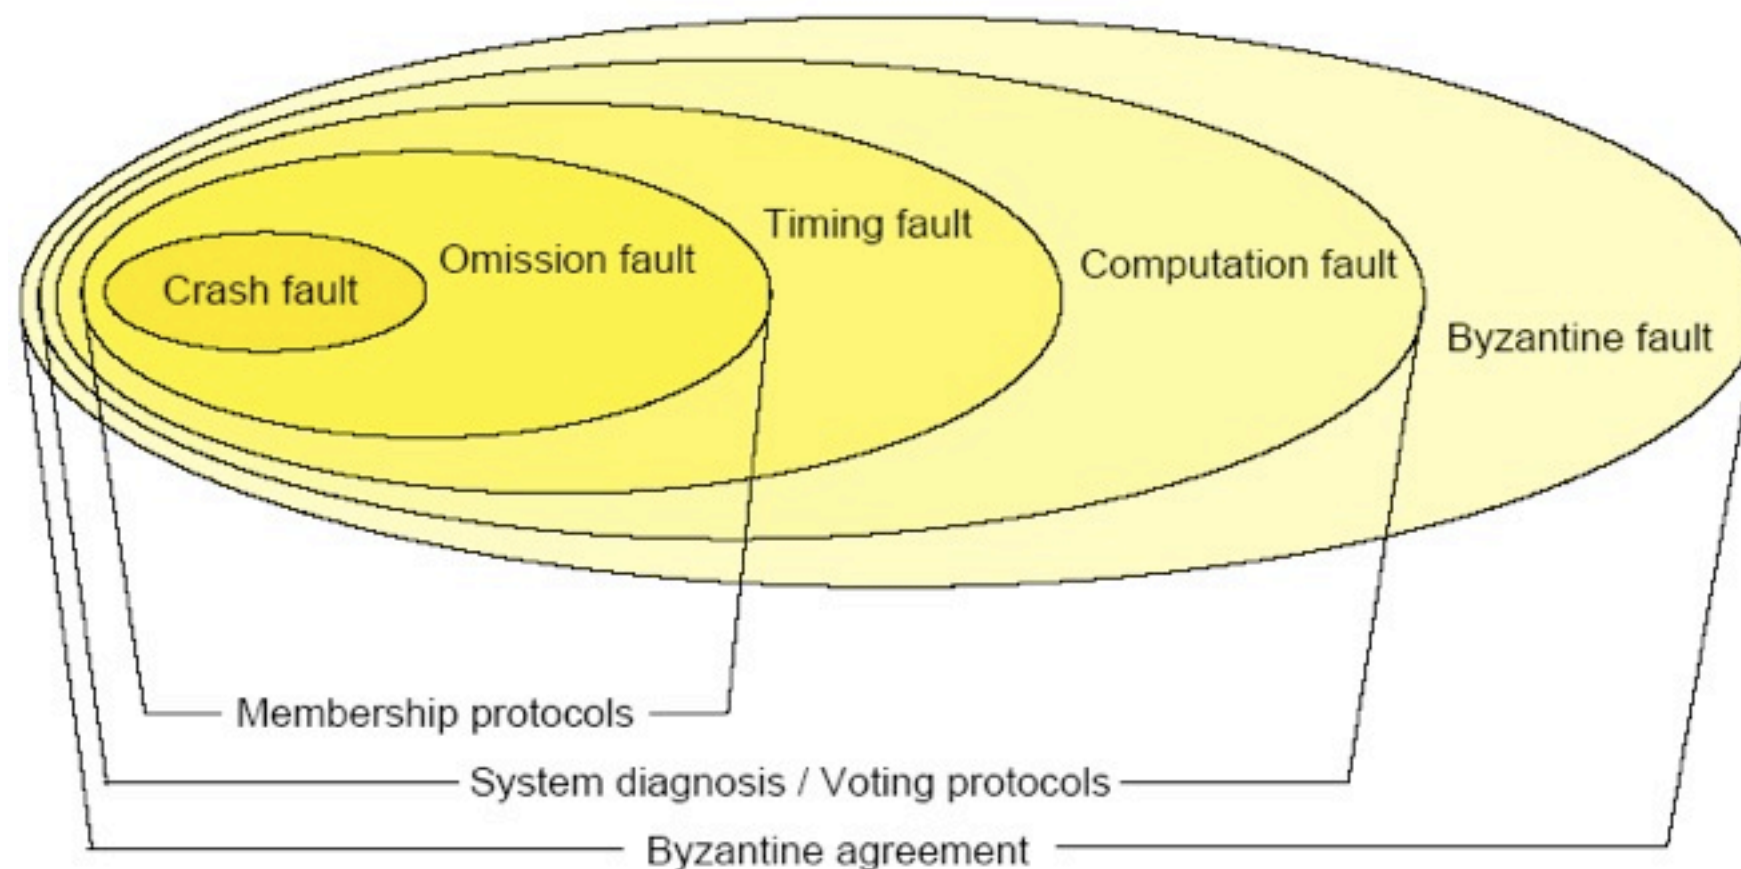 Crash fault
Omission fault
Timing fault
Computation fault
Byzantine fault
Membership protocols
System diagnosis / Voting protocols
Byzantine agreement